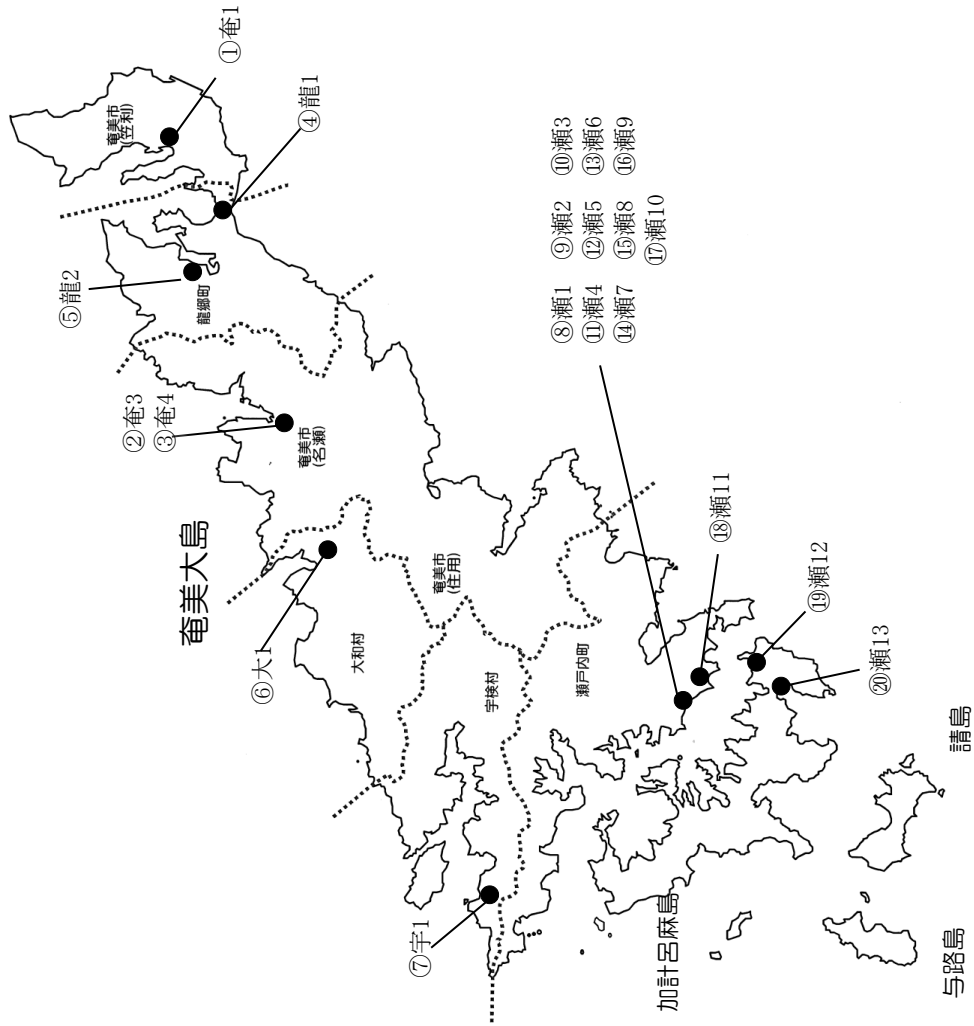 ①奄1
奄美市
(笠利)
④龍1
⑤龍2
龍郷町
②奄3
③奄4
奄美市
(名瀬)
奄美大島
⑥大1
大和村
奄美市
(住用)
宇検村
瀬戸内町
⑦宇1
⑧瀬1 ⑨瀬2 ⑩瀬3
⑪瀬4 ⑫瀬5 ⑬瀬6
⑭瀬7 ⑮瀬8 ⑯瀬9
⑰瀬10
⑱瀬11
⑲瀬12
⑳瀬13
加計呂麻島
請島
与路島